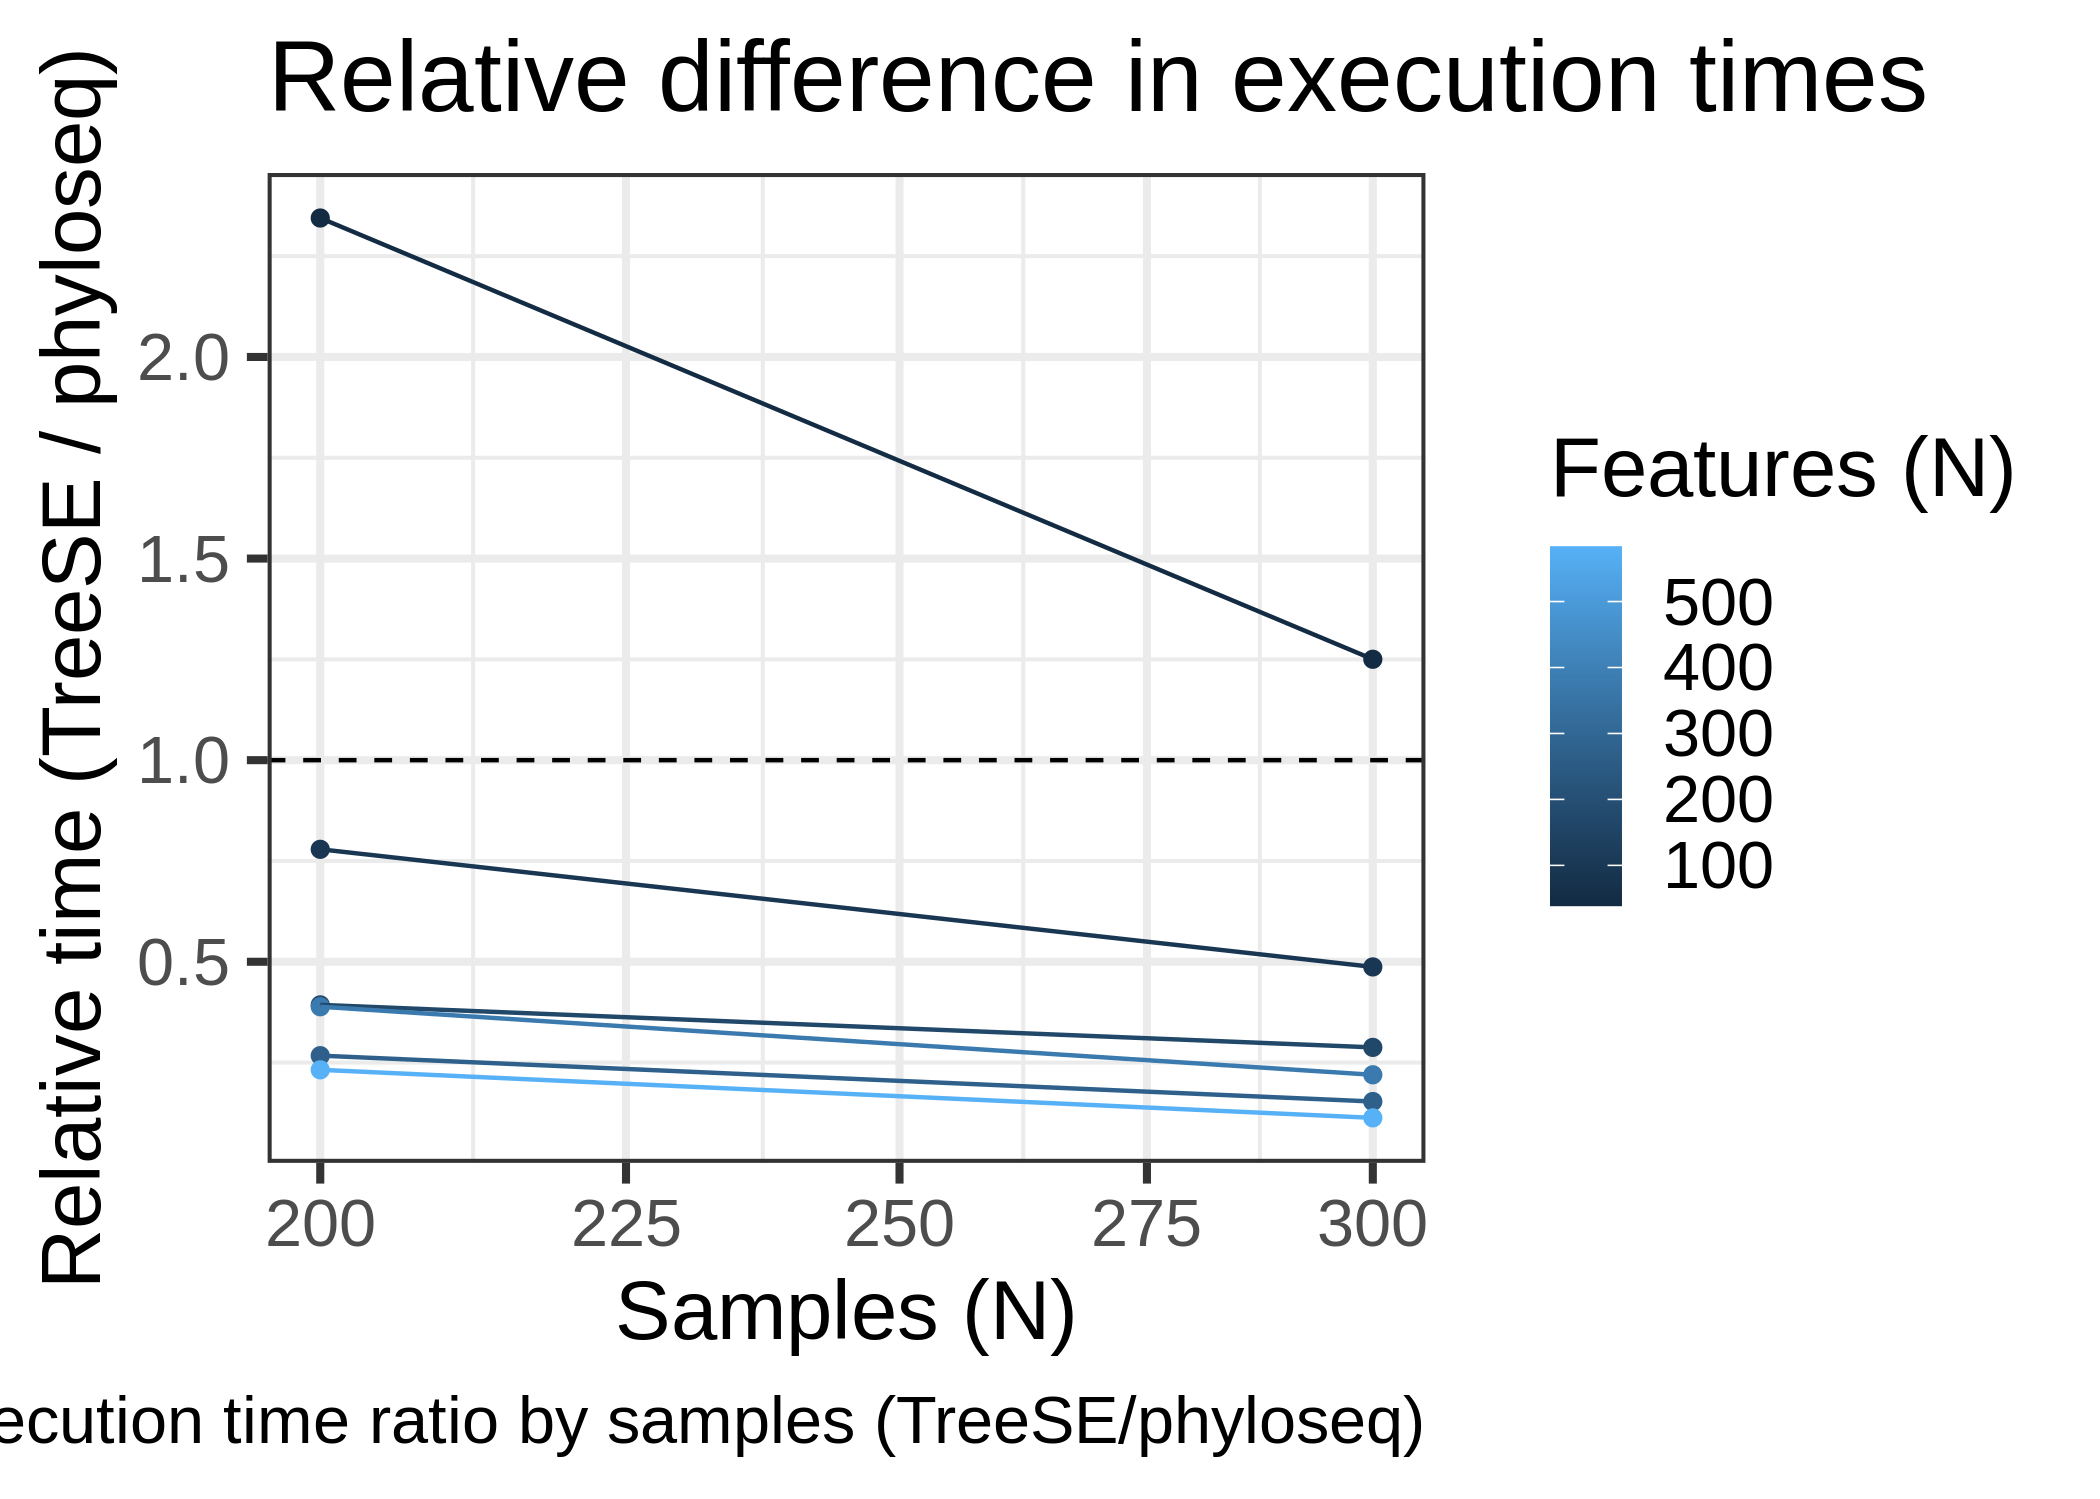 Relative difference in execution times
Relative time (TreeSE / phyloseq)
2.0
1.5
1.0
0.5
200 225 250 275 300
Samples (N)
Features (N)
500
400
300
200
100
ecution time ratio by samples (TreeSE/phyloseq)